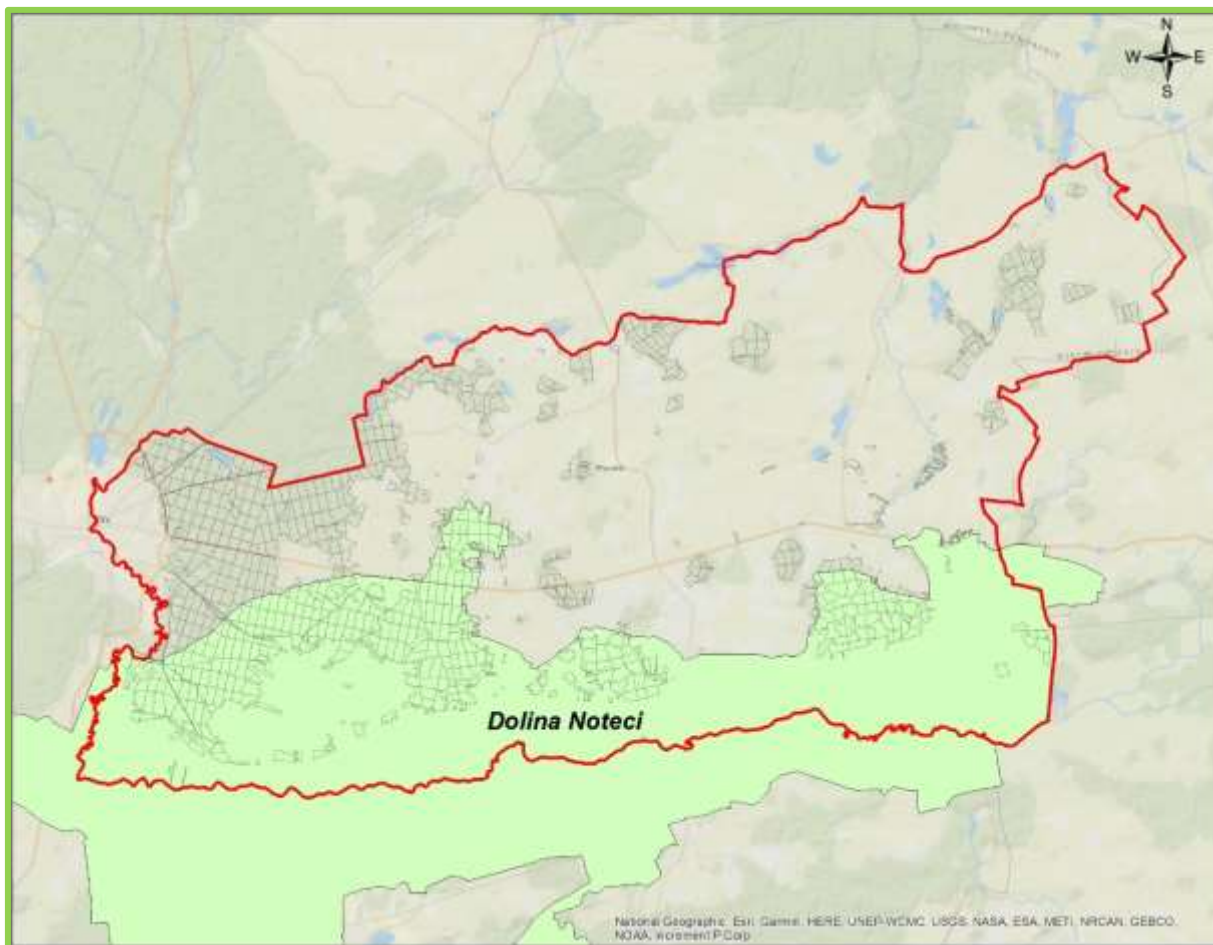 N
W E
S
Dolina Noteci
National Geographic, Esri, Garmin, HERE, UNEP-WCMC, USGS, NASA, ESA, METI, NRCAN, GEBCO,
NOAA, increment P Corp.